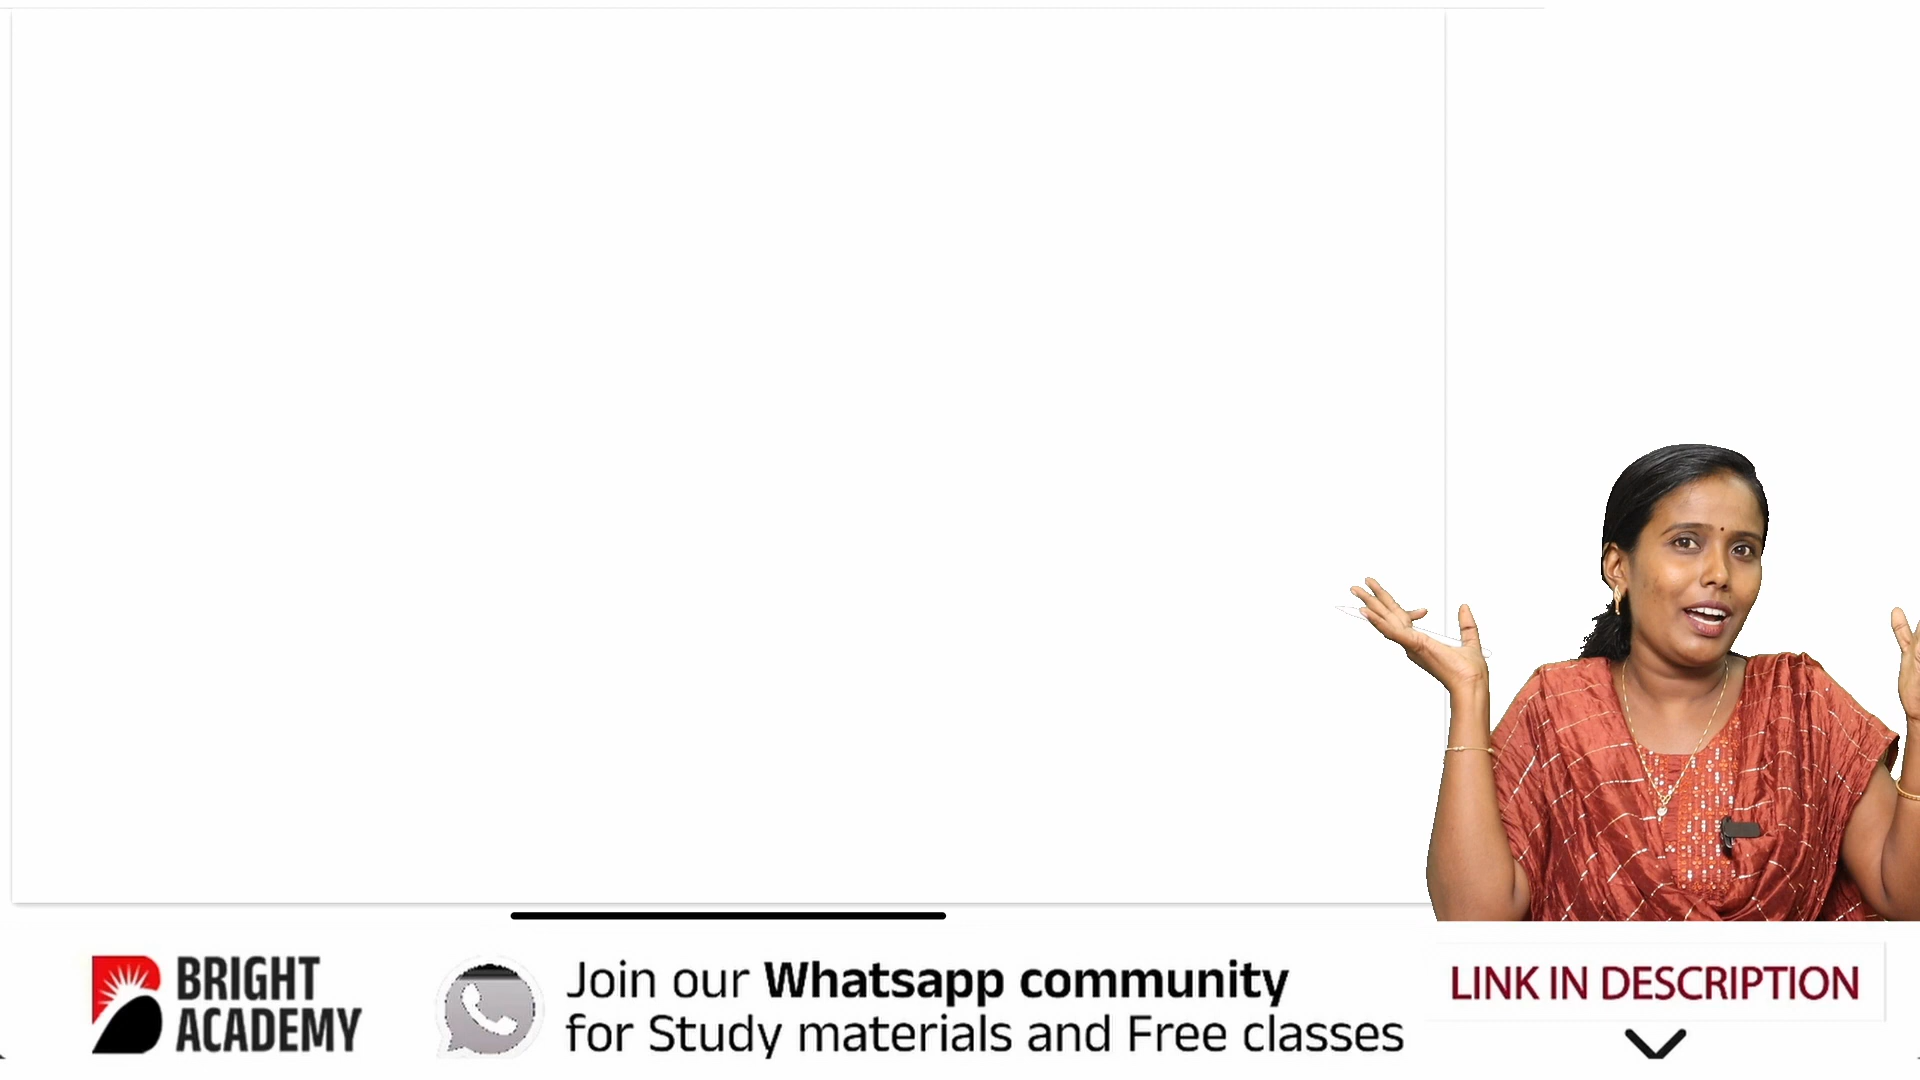 BRIGHT
ACADEMY
Join our Whatsapp community
for Study materials and Free classes
LINK IN DESCRIPTION